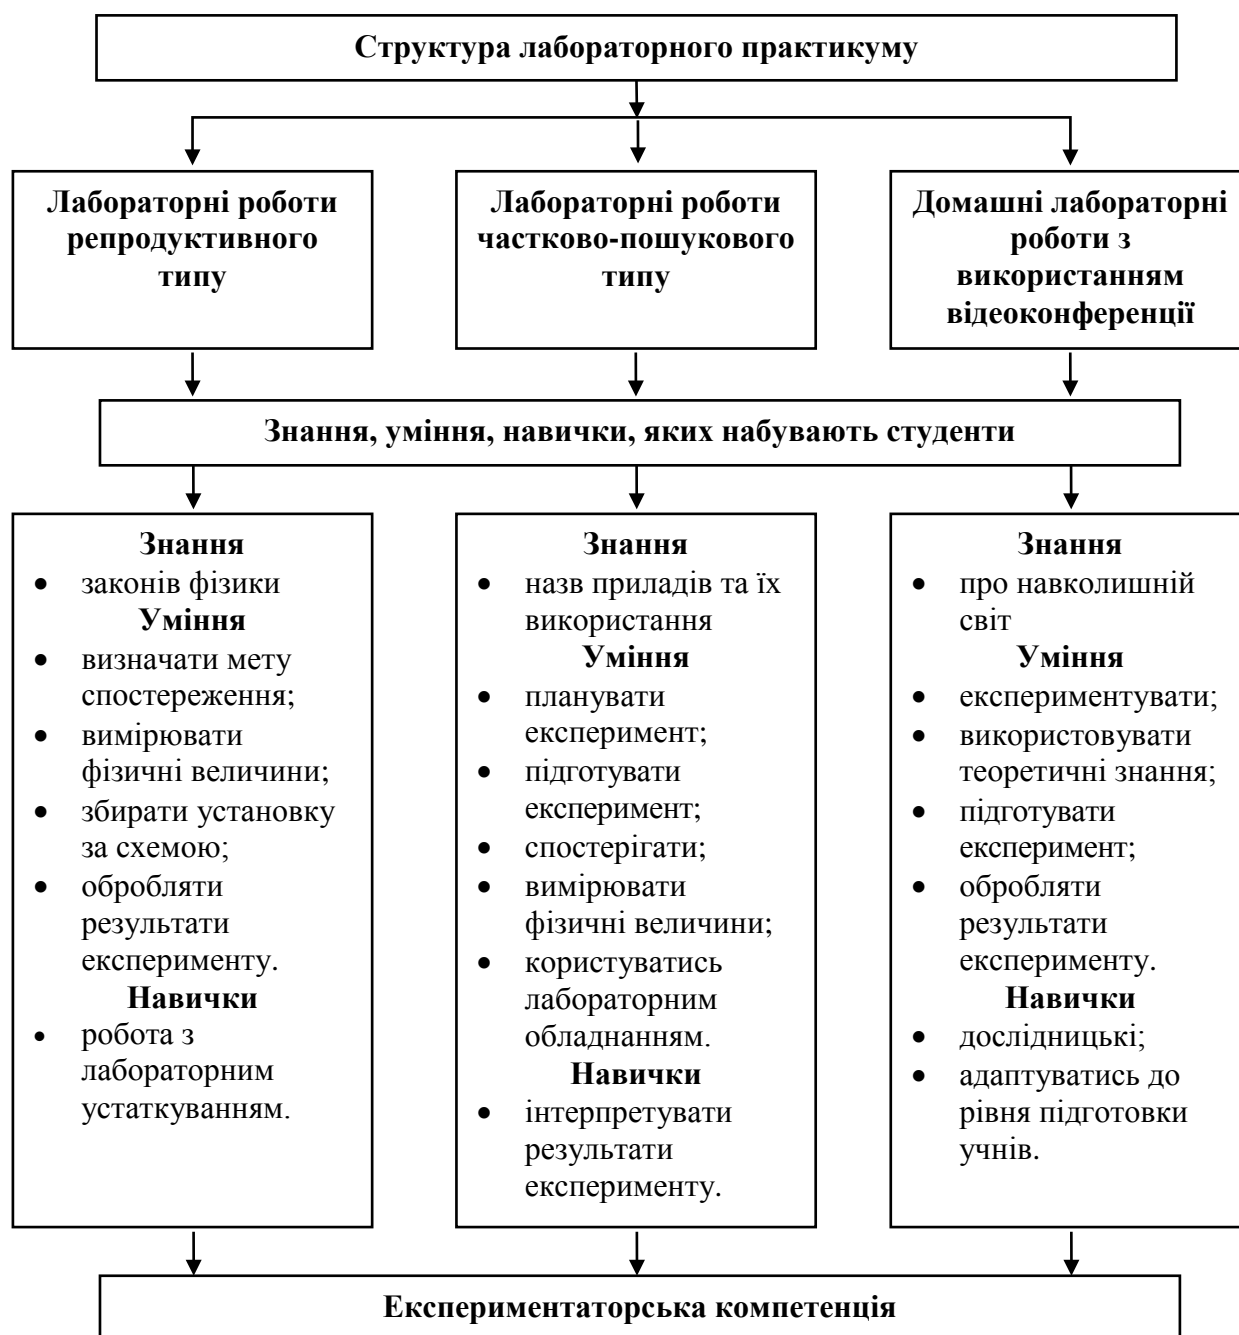 Структура лабораторного практикуму
Лабораторні роботи
репродуктивного
типу
Лабораторні роботи
частково-пошукового
типу
Домашні лабораторні
роботи з
використанням
відеоконференції
Знання, уміння, навички, яких набувають студенти
Знання
• законів фізики
Уміння
• визначати мету
спостереження;
• вимірювати
фізичні величини;
• збирати установку
за схемою;
• обробляти
результати
експерименту.
Навички
• робота з
лабораторним
устаткуванням.
Знання
• назв приладів та їх
використання
Уміння
• планувати
експеримент;
• підготувати
експеримент;
• спостерігати;
• вимірювати
фізичні величини;
• користуватись
лабораторним
обладнанням.
Навички
• інтерпретувати
результати
експерименту.
Знання
• про навколишній
світ
Уміння
• експериментувати;
• використовувати
теоретичні знання;
• підготувати
експеримент;
• обробляти
результати
експерименту.
Навички
• дослідницькі;
• адаптуватись до
рівня підготовки
учнів.
Експериментаторська компетенція